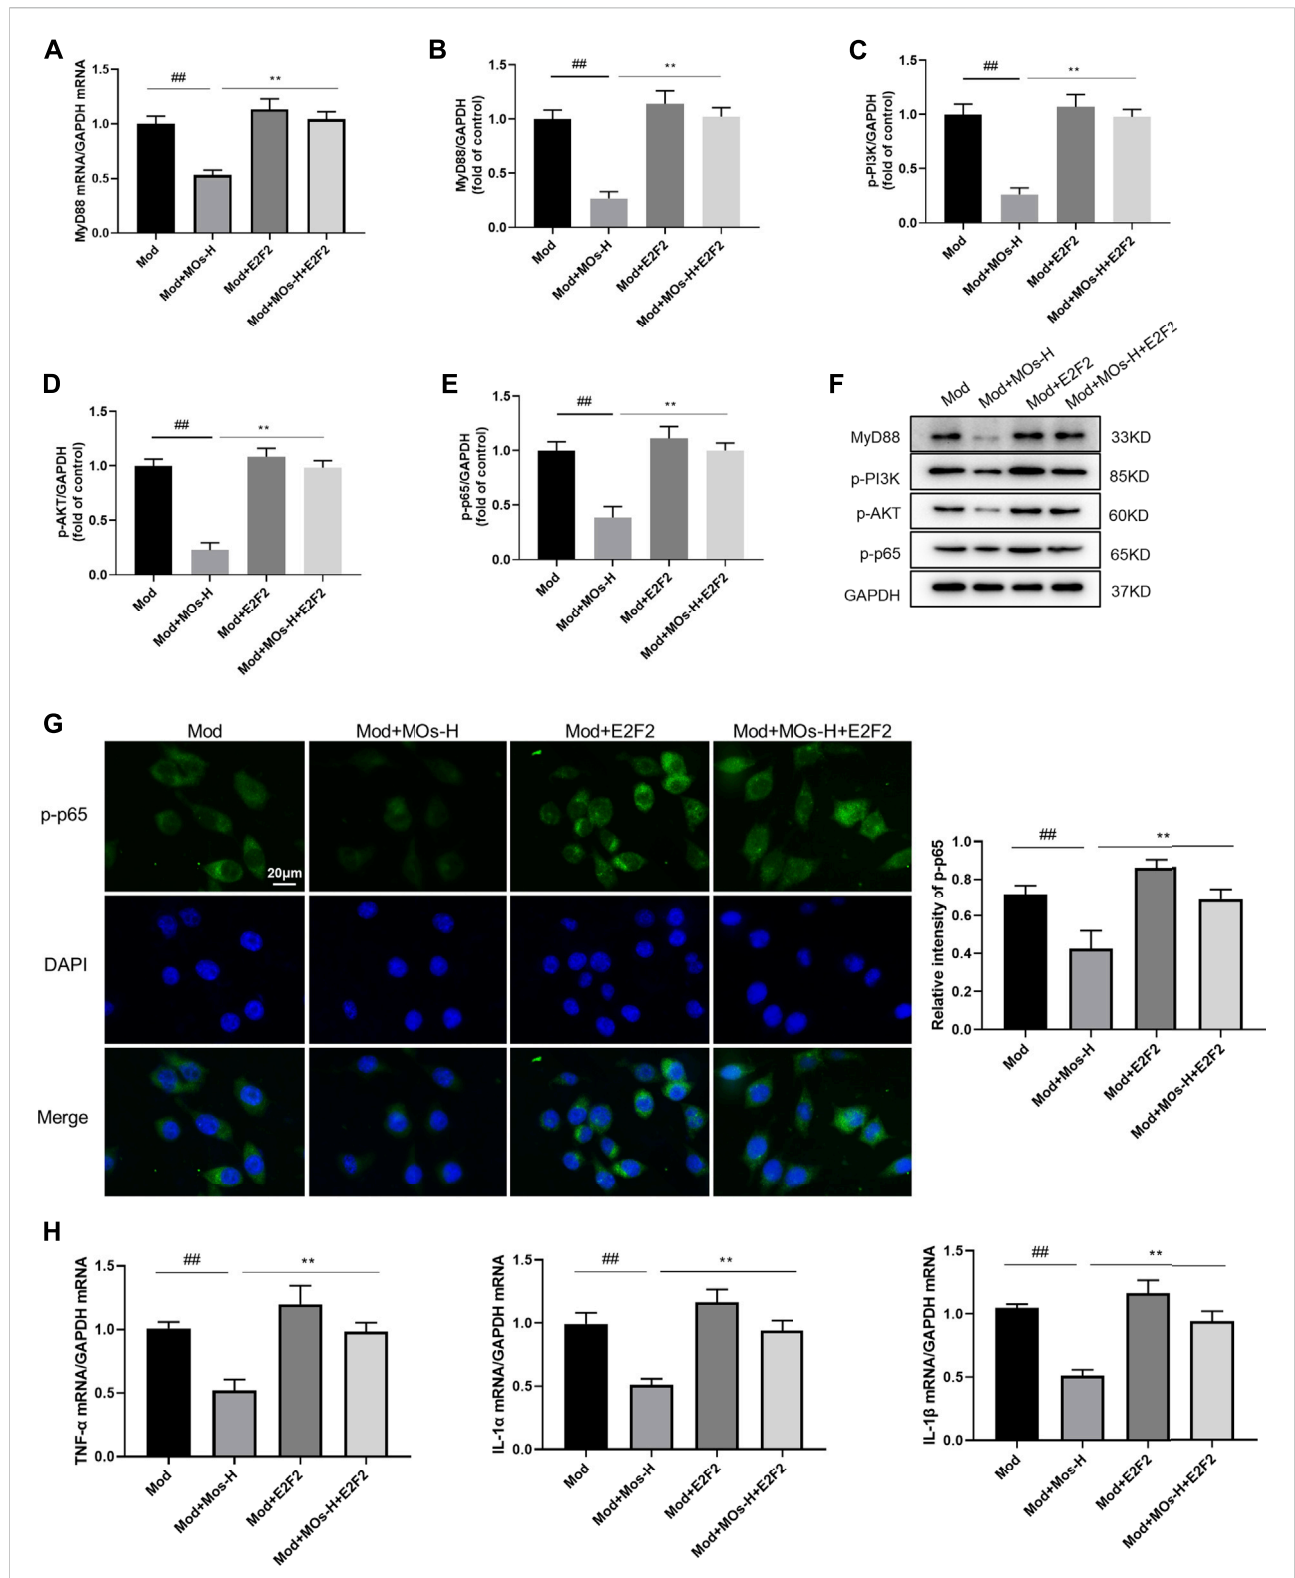 A
MyD88 mRNA/GAPDH mRNA
1.5
1.0
0.5
0.0
##
**
Mod
Mod+MOs-H
Mod+E2F2
Mod+MOs-H+E2F2
B
MyD88/GAPDH
(fold of control)
1.5
1.0
0.5
0.0
##
**
Mod
Mod+MOs-H
Mod+E2F2
Mod+MOs-H+E2F2
C
p-PI3K/GAPDH
(fold of control)
1.5
1.0
0.5
0.0
##
**
Mod
Mod+MOs-H
Mod+E2F2
Mod+MOs-H+E2F2
D
p-AKT/GAPDH
(fold of control)
1.5
1.0
0.5
0.0
##
**
Mod
Mod+MOs-H
Mod+E2F2
Mod+MOs-H+E2F2
E
p-p65/GAPDH
(fold of control)
1.5
1.0
0.5
0.0
##
**
Mod
Mod+MOs-H
Mod+E2F2
Mod+MOs-H+E2F2
F
Mod
Mod+MOs-H
Mod+E2F2
Mod+MOs-H+E2F2
MyD88 33KD
p-PI3K 85KD
p-AKT 60KD
p-p65 65KD
GAPDH 37KD
G
Mod Mod+MOs-H Mod+E2F2 Mod+MOs-H+E2F2
p-p65
20μm
DAPI
Merge
Relative intensity of p-p65
1.0
0.8
0.6
0.4
0.2
0.0
##
**
Mod
Mod+Mos-H
Mod+E2F2
Mod+MOs-H+E2F2
H
TNF-α mRNA/GAPDH mRNA
1.5
1.0
0.5
0.0
##
**
Mod
Mod+Mos-H
Mod+E2F2
Mod+MOs-H+E2F2
IL-1α mRNA/GAPDH mRNA
1.5
1.0
0.5
0.0
##
**
Mod
Mod+Mos-H
Mod+E2F2
Mod+MOs-H+E2F2
IL-1β mRNA/GAPDH mRNA
1.5
1.0
0.5
0.0
##
**
Mod
Mod+Mos-H
Mod+E2F2
Mod+MOs-H+E2F2